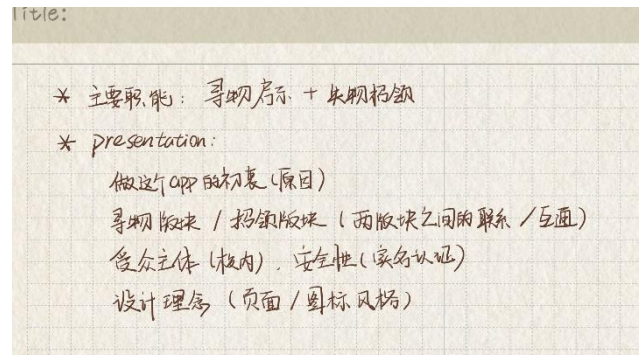 Title:
* 主要职能：寻物启示 + 失物招领
* presentation:
做这个app的初衷（原因）
寻物版块 / 招领版块（两版块之间的联系 / 互通）
受众主体（校内）、安全性（实名认证）
设计理念（页面 / 图标风格）